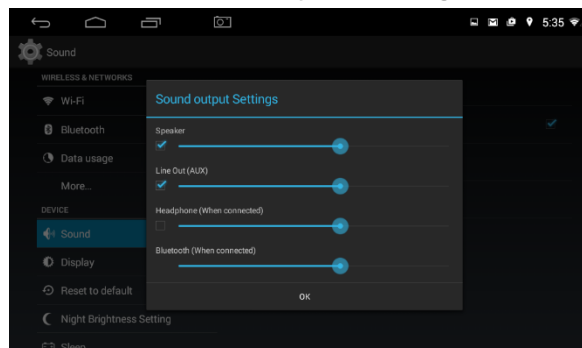 5:35
Sound
WIRELESS & NETWORKS
Wi-Fi
Bluetooth
Data usage
More...
DEVICE
Sound
Display
Reset to default
Night Brightness Setting
Sleep
Sound output Settings
Speaker
Line Out (AUX)
Headphone (When connected)
Bluetooth (When connected)
OK